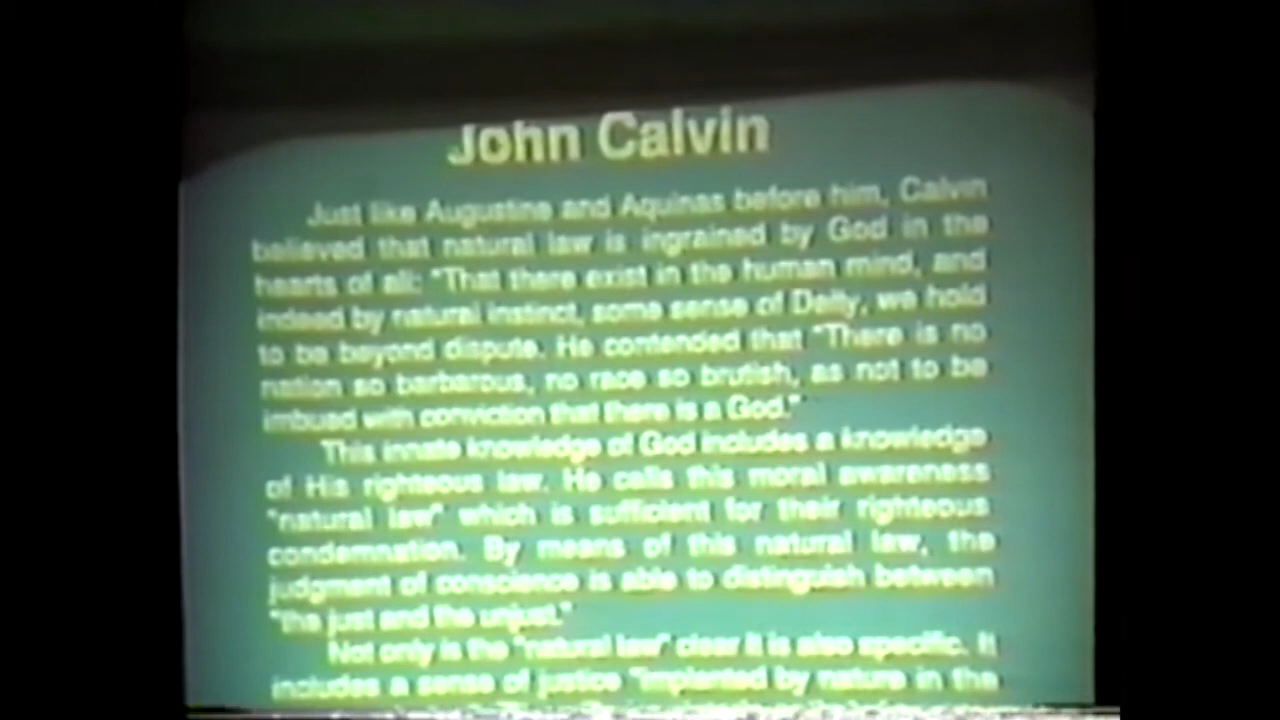 John Calvin
Just like Augustine and Aquinas before him, Calvin
believed that natural law is ingrained by God in the
hearts of all: "That there exist in the human mind, and
indeed by natural instinct, some sense of Deity, we hold
to be beyond dispute. He contended that "There is no
nation so barbarous, no race so brutish, as not to be
imbued with conviction that there is a God."
This innate knowledge of God includes a knowledge
of His righteous law. He calls this moral awareness
"natural law" which is sufficient for their righteous
condemnation. By means of this natural law, the
judgment of conscience is able to distinguish between
"the just and the unjust."
Not only is the "natural law" clear it is also specific. It
includes a sense of justice "implanted by nature in the